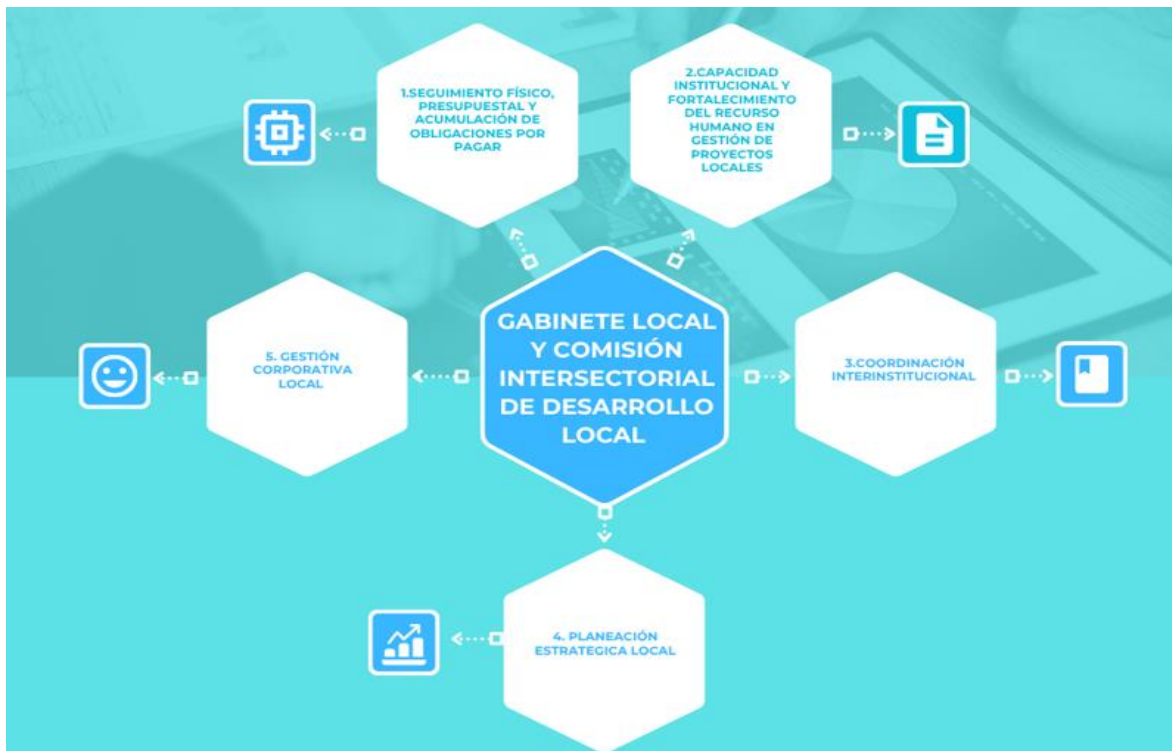 1.SEGUIMIENTO FÍSICO,
PRESUPUESTAL Y
ACUMULACIÓN DE
OBLIGACIONES POR
PAGAR
2.CAPACIDAD
INSTITUCIONAL Y
FORTALECIMIENTO
DEL RECURSO
HUMANO EN
GESTIÓN DE
PROYECTOS
LOCALES
GABINETE LOCAL
Y COMISIÓN
INTERSECTORIAL
DE DESARROLLO
LOCAL
3.COORDINACIÓN
INTERINSTITUCIONAL
4. PLANEACIÓN
ESTRATEGICA LOCAL
5. GESTIÓN
CORPORATIVA
LOCAL